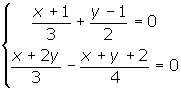 (x+1)/3 + (y-1)/2 = 0
(x+2y)/3 - (x+y+2)/4 = 0